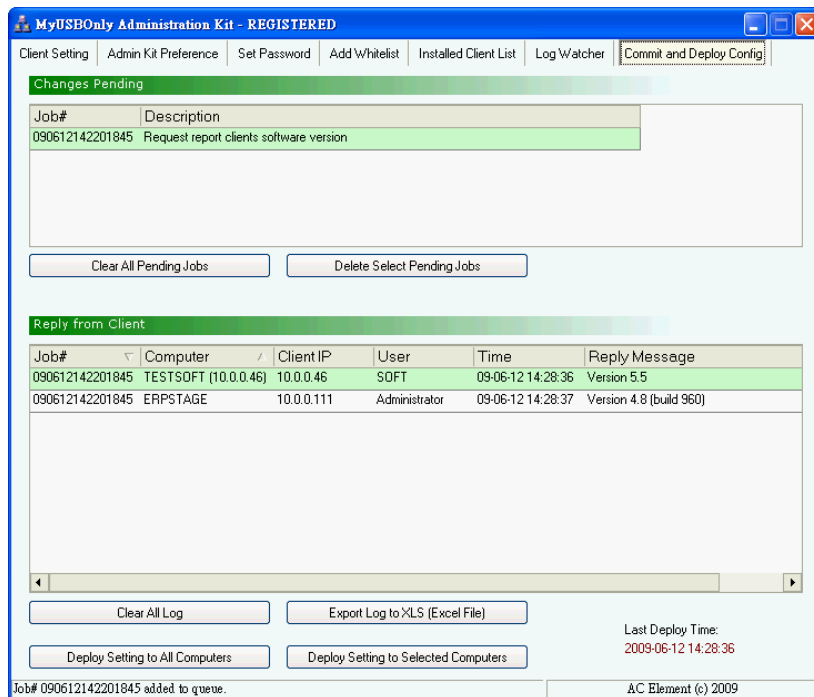 MyUSBOnly Administration Kit - REGISTERED
Client Setting Admin Kit Preference Set Password Add Whitelist Installed Client List Log Watcher Commit and Deploy Config
Changes Pending
Job# Description
090612142201845 Request report clients software version
Clear All Pending Jobs Delete Select Pending Jobs
Reply from Client
Job# Computer Client IP User Time Reply Message
090612142201845 TESTSOFT (10.0.0.46) 10.0.0.46 SOFT 09-06-12 14:28:36 Version 5.5
090612142201845 ERPSTAGE 10.0.0.111 Administrator 09-06-12 14:28:37 Version 4.8 (build 960)
Clear All Log Export Log to XLS (Excel File)
Last Deploy Time:
2009-06-12 14:28:36
Deploy Setting to All Computers Deploy Setting to Selected Computers
Job# 090612142201845 added to queue. AC Element (c) 2009